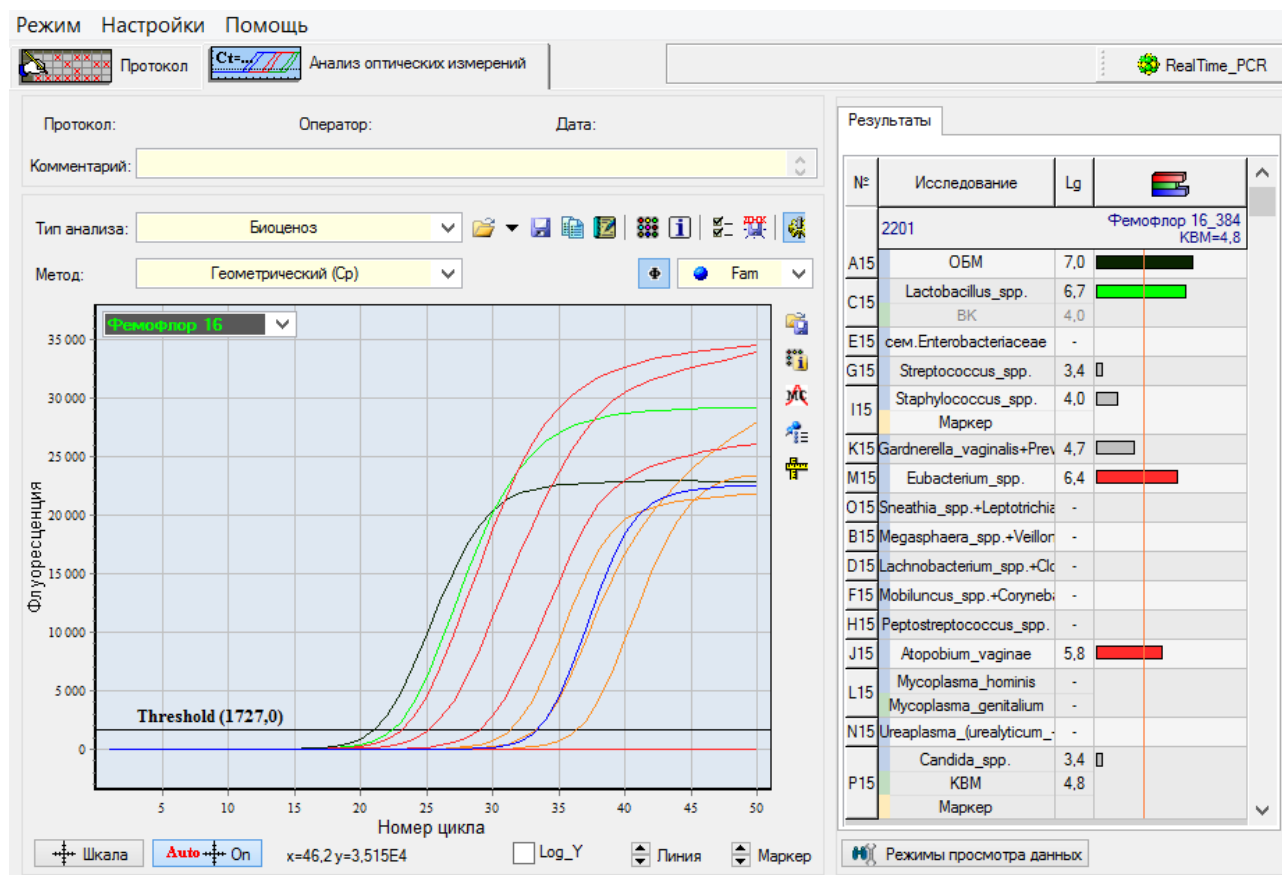 Режим Настройки Помощь
Протокол
Ct=...
Анализ оптических измерений
RealTime_PCR
Протокол: Оператор: Дата:
Комментарий:
Тип анализа: Биоценоз
Метод: Геометрический (Cp)
Ф
Fam
Фемофлор 16
Флуоресценция
35 000
30 000
25 000
20 000
15 000
10 000
5 000
0
Threshold (1727,0)
5 10 15 20 25 30 35 40 45 50
Номер цикла
Шкала
Auto On
x=46,2 y=3,515E4
Log_Y
Линия
Маркер
Результаты
№ Исследование Lg
2201 Фемофлор 16_384
КВМ=4,8
A15 ОБМ 7,0
C15 Lactobacillus_spp. 6,7
ВК 4,0
E15 сем.Enterobacteriaceae -
G15 Streptococcus_spp. 3,4
I15 Staphylococcus_spp. 4,0
Маркер
K15 Gardnerella_vaginalis+Prev 4,7
M15 Eubacterium_spp. 6,4
O15 Sneathia_spp.+Leptotrichia -
B15 Megasphaera_spp.+Veillon -
D15 Lachnobacterium_spp.+Clo -
F15 Mobiluncus_spp.+Coryneba -
H15 Peptostreptococcus_spp. -
J15 Atopobium_vaginae 5,8
L15 Mycoplasma_hominis -
Mycoplasma_genitalium -
N15 Ureaplasma_(urealyticum_+ -
P15 Candida_spp. 3,4
КВМ 4,8
Маркер
Режимы просмотра данных